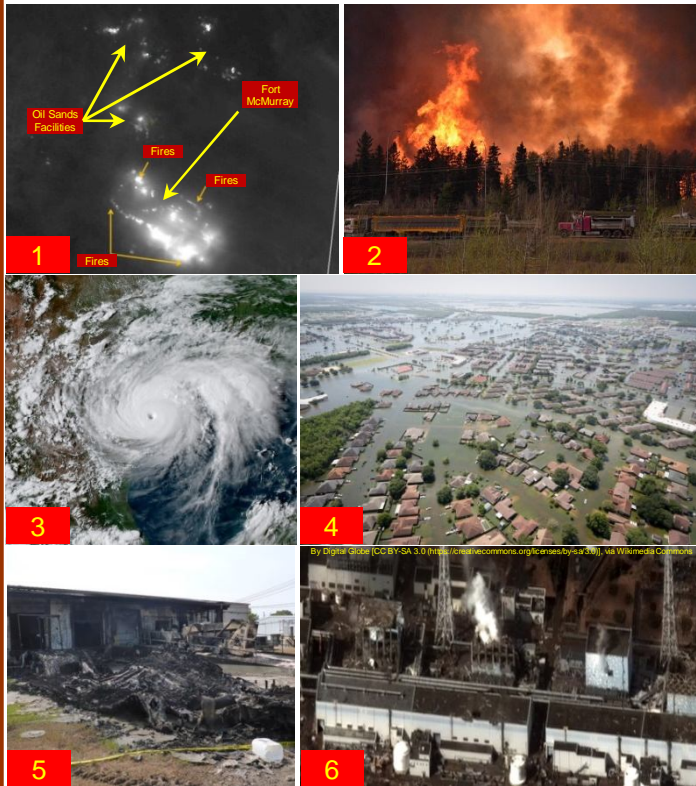 Oil Sands
Facilities
Fort
McMurray
Fires
Fires
Fires
1
2
3
4
By Digital Globe [CC BY-SA 3.0 (https://creativecommons.org/licenses/by-sa/3.0)], via Wikimedia Commons
5
6